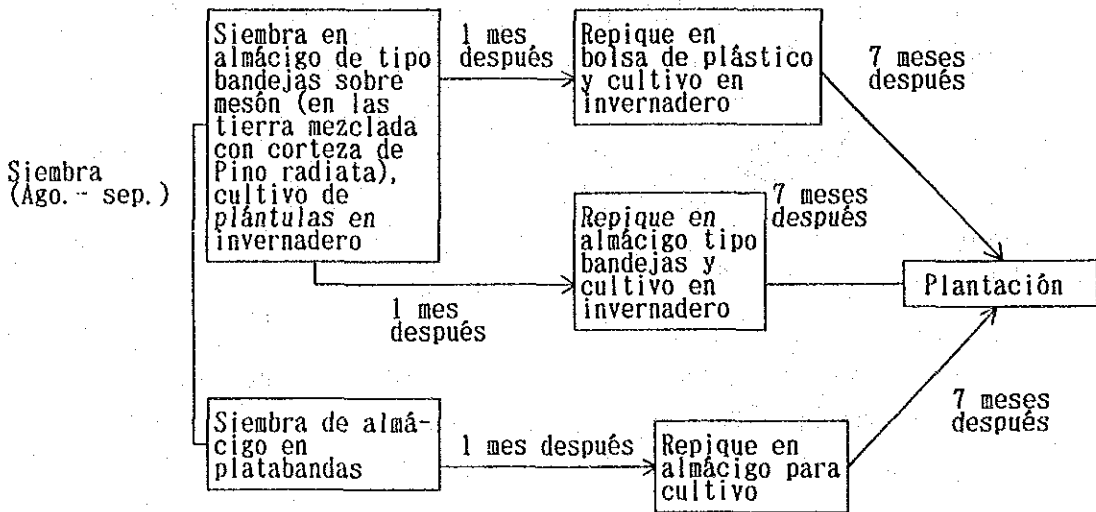 Siembra
(Ago. - sep.)
Siembra en
almácigo de tipo
bandejas sobre
mesón (en las
tierra mezclada
con corteza de
Pino radiata),
cultivo de
plántulas en
invernadero
1 mes
después
Repique en
bolsa de plástico
y cultivo en
invernadero
7 meses
después
1 mes
después
Repique en
almácigo tipo
bandejas y
cultivo en
invernadero
7 meses
después
Plantación
Siembra de almá-
cigo en
platabandas
1 mes después
Repique en
almácigo para
cultivo
7 meses
después